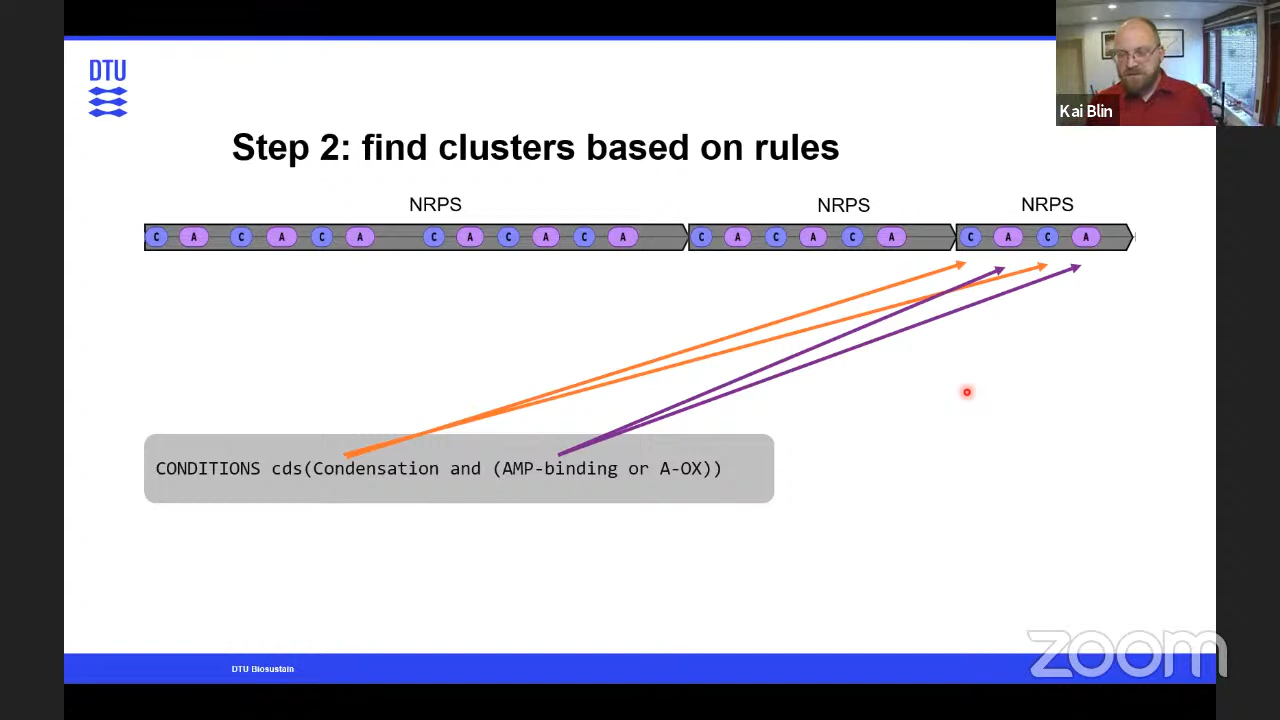 DTU
Kai Blin
Step 2: find clusters based on rules
NRPS NRPS NRPS
C A C A C A C A C A C A C A C A C A C A C A
CONDITIONS cds(Condensation and (AMP-binding or A-OX))
zoom
DTU Biosustain